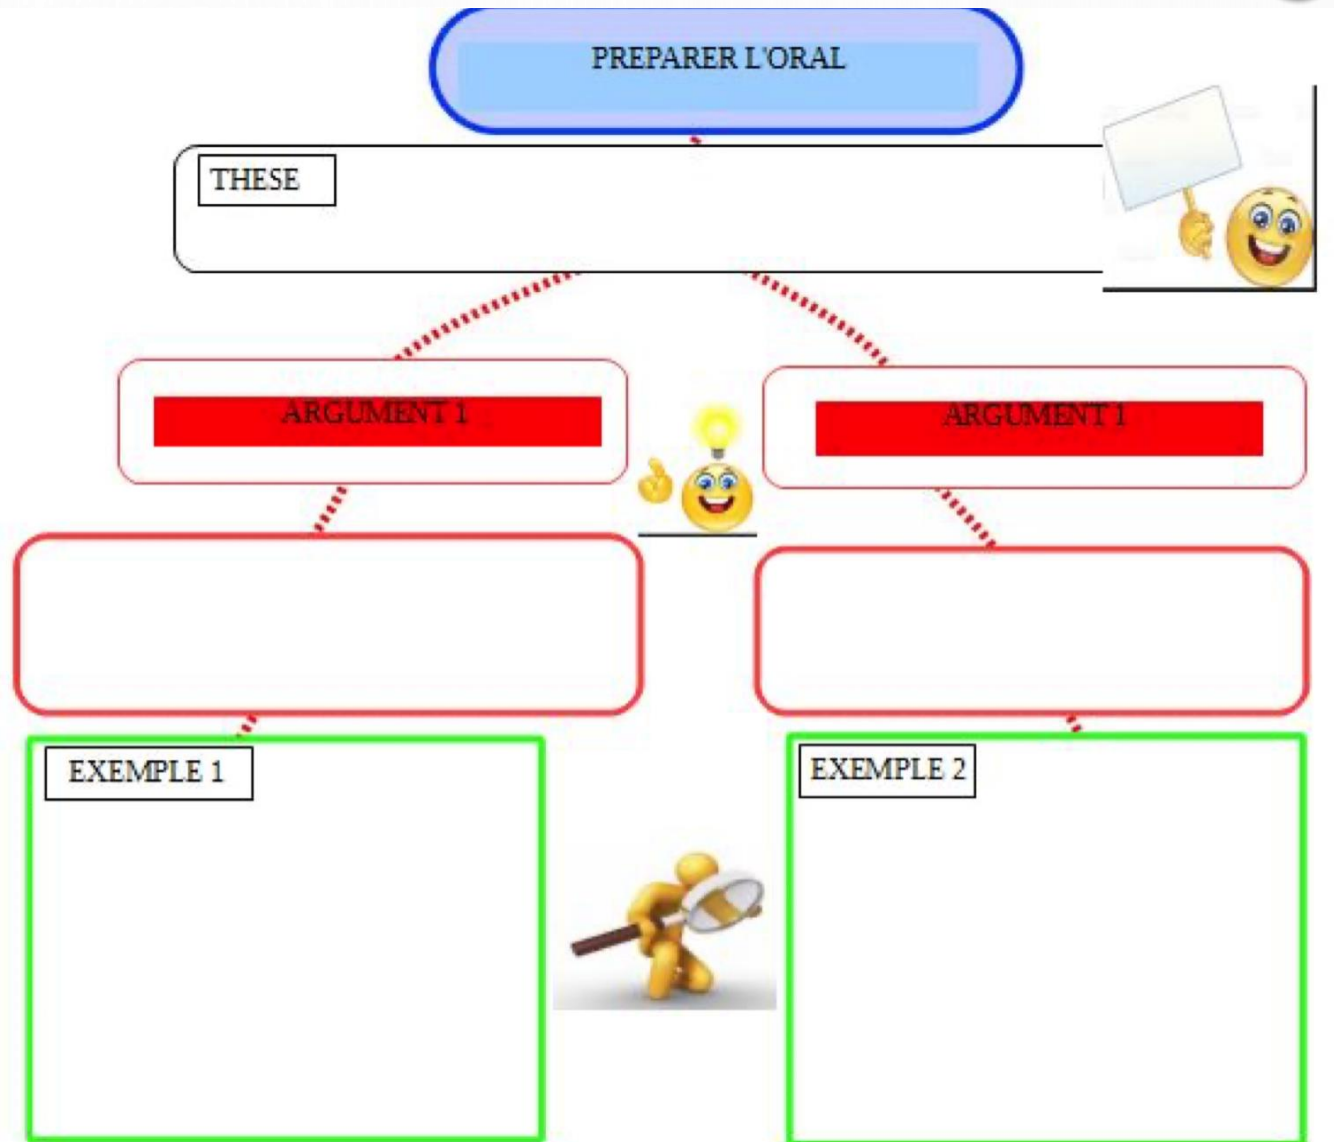 PREPARER L'ORAL
THESE
ARGUMENT 1
ARGUMENT 1
EXEMPLE 1
EXEMPLE 2